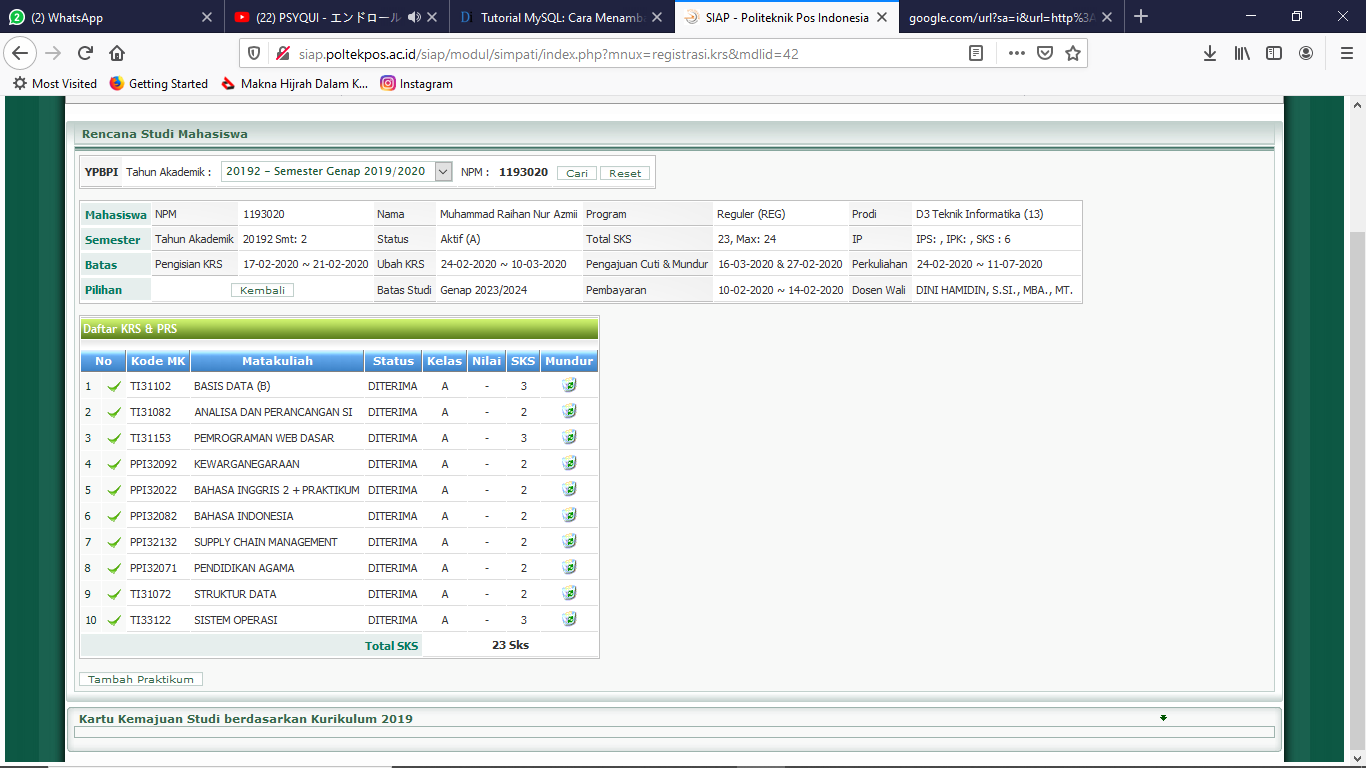 (2) WhatsApp
(22) PSYQUI - エンドロール
Tutorial MySQL: Cara Menamba
SIAP - Politeknik Pos Indonesia
google.com/url?sa=i&url=http%3A
siap.poltekpos.ac.id/siap/modul/simpati/index.php?mnux=registrasi.krs&mdlid=42
Most Visited Getting Started Makna Hijrah Dalam K... Instagram
Rencana Studi Mahasiswa
YPBPI Tahun Akademik : 20192 - Semester Genap 2019/2020 NPM : 1193020 Cari Reset
Mahasiswa NPM 1193020 Nama Muhammad Raihan Nur Azmii Program Reguler (REG) Prodi D3 Teknik Informatika (13)
Semester Tahun Akademik 20192 Smt: 2 Status Aktif (A) Total SKS 23, Max: 24 IP IPS: , IPK: , SKS : 6
Batas Pengisian KRS 17-02-2020 ~ 21-02-2020 Ubah KRS 24-02-2020 ~ 10-03-2020 Pengajuan Cuti & Mundur 16-03-2020 & 27-02-2020 Perkuliahan 24-02-2020 ~ 11-07-2020
Pilihan Kembali Batas Studi Genap 2023/2024 Pembayaran 10-02-2020 ~ 14-02-2020 Dosen Wali DINI HAMIDIN, S.SI., MBA., MT.
Daftar KRS & PRS
No Kode MK Matakuliah Status Kelas Nilai SKS Mundur
1 TI31102 BASIS DATA (B) DITERIMA A - 3
2 TI31082 ANALISA DAN PERANCANGAN SI DITERIMA A - 2
3 TI31153 PEMROGRAMAN WEB DASAR DITERIMA A - 3
4 PPI32092 KEWARGANEGARAAN DITERIMA A - 2
5 PPI32022 BAHASA INGGRIS 2 + PRAKTIKUM DITERIMA A - 2
6 PPI32082 BAHASA INDONESIA DITERIMA A - 2
7 PPI32132 SUPPLY CHAIN MANAGEMENT DITERIMA A - 2
8 PPI32071 PENDIDIKAN AGAMA DITERIMA A - 2
9 TI31072 STRUKTUR DATA DITERIMA A - 2
10 TI33122 SISTEM OPERASI DITERIMA A - 3
Total SKS 23 Sks
Tambah Praktikum
Kartu Kemajuan Studi berdasarkan Kurikulum 2019